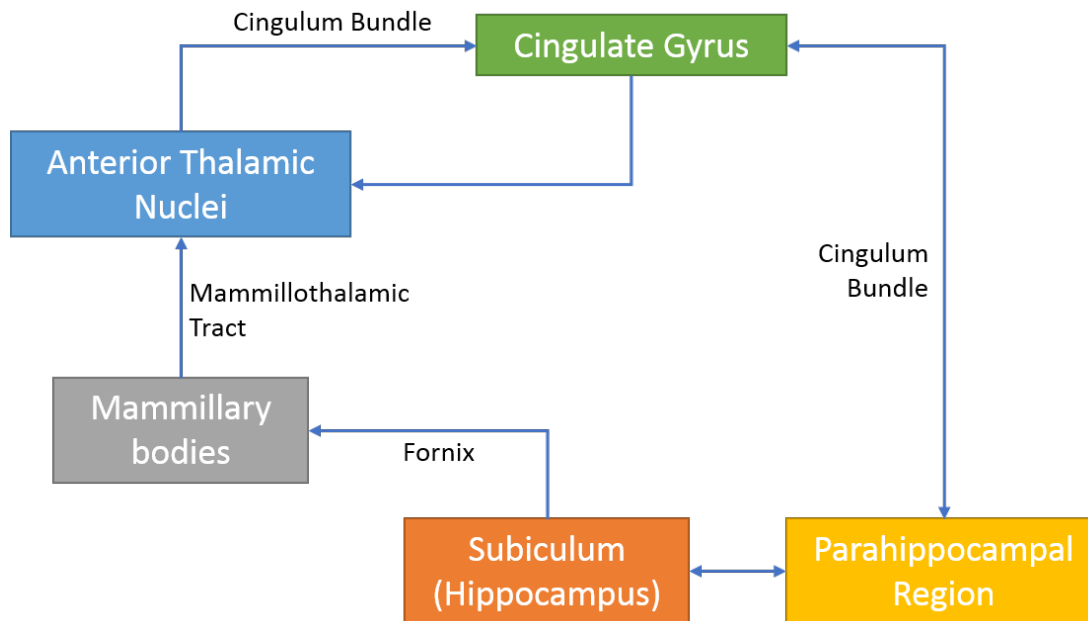 Cingulum Bundle
Cingulate Gyrus
Anterior Thalamic
Nuclei
Cingulum
Bundle
Mammillothalamic
Tract
Mammillary
bodies
Fornix
Subiculum
(Hippocampus)
Parahippocampal
Region